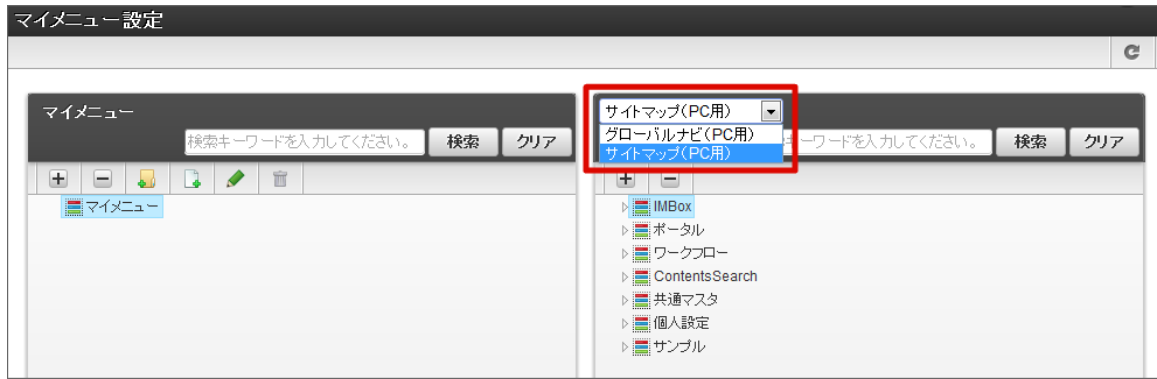 マイメニュー設定
マイメニュー
検索キーワードを入力してください。 検索 クリア
マイメニュー
サイトマップ(PC用)
グローバルナビ(PC用)
サイトマップ(PC用)
キーワードを入力してください。 検索 クリア
IMBox
ポータル
ワークフロー
ContentsSearch
共通マスタ
個人設定
サンプル